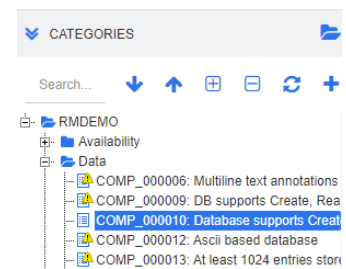 CATEGORIES
Search...
RMDEMO
Availability
Data
COMP_000006: Multiline text annotations
COMP_000009: DB supports Create, Rea
COMP_000010: Database supports Creat
COMP_000012: Ascii based database
COMP_000013: At least 1024 entries store